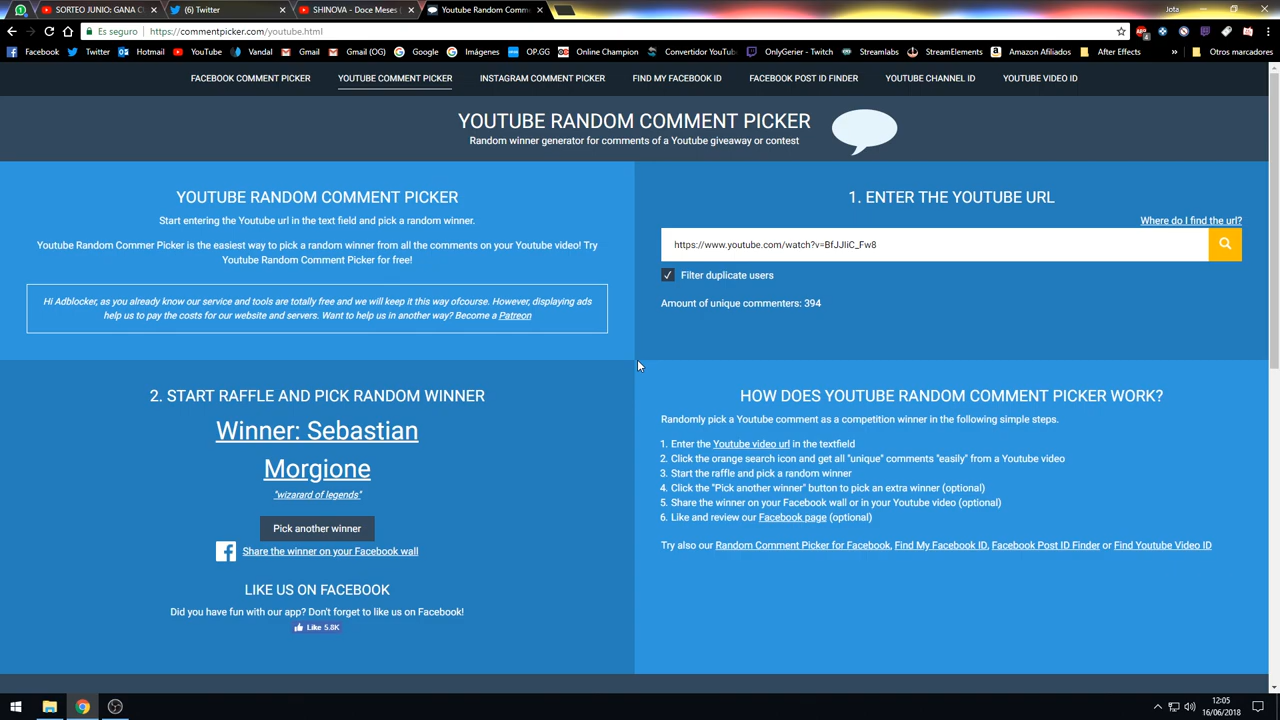 SORTEO JUNIO: GANA C
(6) Twitter
SHINOVA - Doce Meses |
Youtube Random Comm
Jota
Es seguro
https://commentpicker.com/youtube.html
Facebook
Twitter
Hotmail
YouTube
Vandal
Gmail
Gmail (OG)
Google
Imágenes
OP.GG
Online Champion
Convertidor YouTub
OnlyGerier - Twitch
Streamlabs
StreamElements
Amazon Afiliados
After Effects
»
Otros marcadores
FACEBOOK COMMENT PICKER
YOUTUBE COMMENT PICKER
INSTAGRAM COMMENT PICKER
FIND MY FACEBOOK ID
FACEBOOK POST ID FINDER
YOUTUBE CHANNEL ID
YOUTUBE VIDEO ID
YOUTUBE RANDOM COMMENT PICKER
Random winner generator for comments of a Youtube giveaway or contest
YOUTUBE RANDOM COMMENT PICKER
Start entering the Youtube url in the text field and pick a random winner.
Youtube Random Commer Picker is the easiest way to pick a random winner from all the comments on your Youtube video! Try
Youtube Random Comment Picker for free!
Hi Adblocker, as you already know our service and tools are totally free and we will keep it this way ofcourse. However, displaying ads
help us to pay the costs for our website and servers. Want to help us in another way? Become a Patreon
1. ENTER THE YOUTUBE URL
Where do I find the url?
https://www.youtube.com/watch?v=BfJJIiC_Fw8
Filter duplicate users
Amount of unique commenters: 394
2. START RAFFLE AND PICK RANDOM WINNER
Winner: Sebastian
Morgione
"wizarard of legends"
Pick another winner
Share the winner on your Facebook wall
LIKE US ON FACEBOOK
Did you have fun with our app? Don't forget to like us on Facebook!
Like 5.8K
HOW DOES YOUTUBE RANDOM COMMENT PICKER WORK?
Randomly pick a Youtube comment as a competition winner in the following simple steps.
1. Enter the Youtube video url in the textfield
2. Click the orange search icon and get all "unique" comments "easily" from a Youtube video
3. Start the raffle and pick a random winner
4. Click the "Pick another winner" button to pick an extra winner (optional)
5. Share the winner on your Facebook wall or in your Youtube video (optional)
6. Like and review our Facebook page (optional)
Try also our Random Comment Picker for Facebook, Find My Facebook ID, Facebook Post ID Finder or Find Youtube Video ID
12:05
16/06/2018